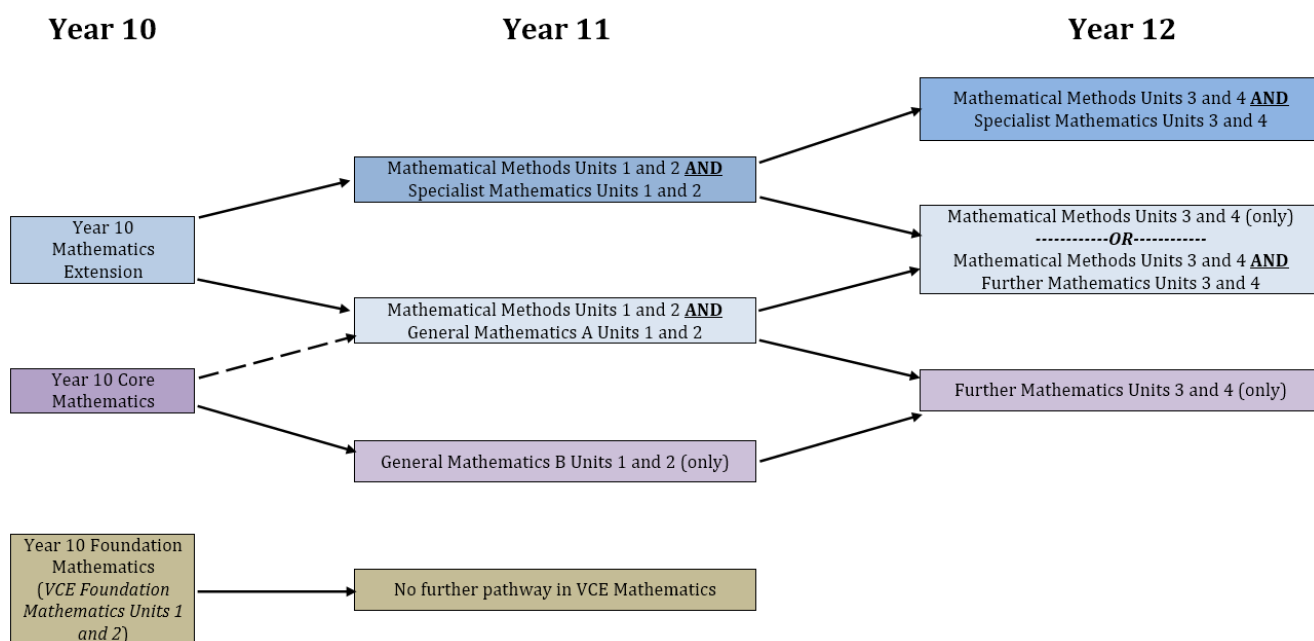 Year 10
Year 11
Year 12
Mathematical Methods Units 3 and 4 AND
Specialist Mathematics Units 3 and 4
Mathematical Methods Units 1 and 2 AND
Specialist Mathematics Units 1 and 2
Year 10
Mathematics
Extension
Mathematical Methods Units 3 and 4 (only)
------------OR------------
Mathematical Methods Units 3 and 4 AND
Further Mathematics Units 3 and 4
Mathematical Methods Units 1 and 2 AND
General Mathematics A Units 1 and 2
Year 10 Core
Mathematics
Further Mathematics Units 3 and 4 (only)
General Mathematics B Units 1 and 2 (only)
Year 10 Foundation
Mathematics
(VCE Foundation
Mathematics Units 1
and 2)
No further pathway in VCE Mathematics